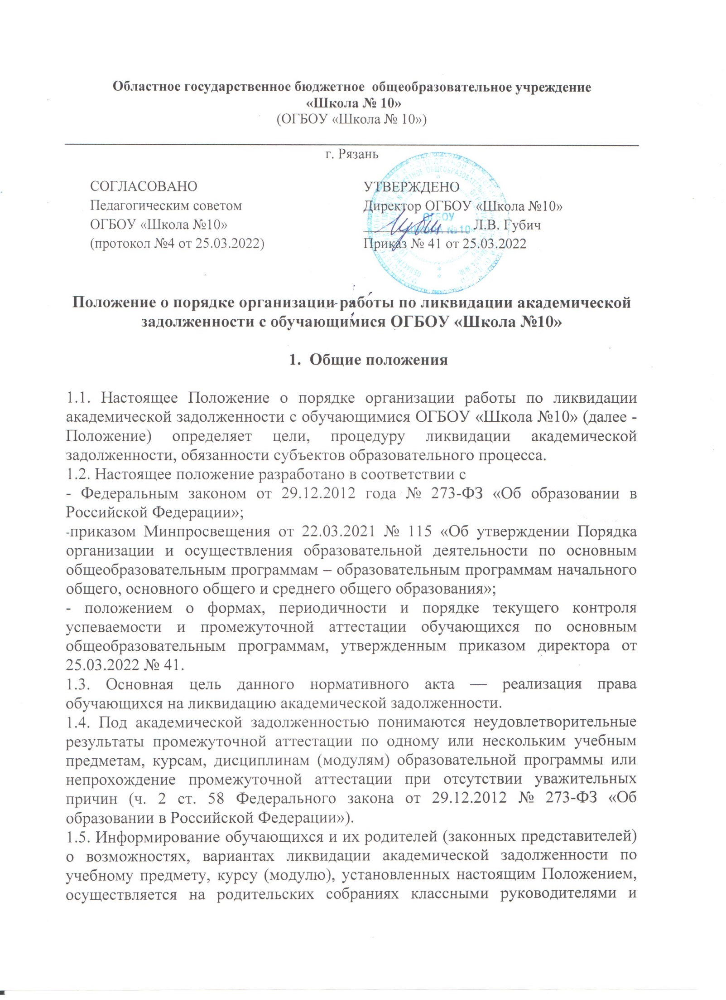 Областное государственное бюджетное общеобразовательное учреждение
«Школа № 10»
(ОГБОУ «Школа № 10»)
г. Рязань
СОГЛАСОВАНО
Педагогическим советом
ОГБОУ «Школа №10»
(протокол №4 от 25.03.2022)
УТВЕРЖДЕНО
Директор ОГБОУ «Школа №10»
Л.В. Губич
Приказ № 41 от 25.03.2022
ОГБОУ
ШКОЛА № 10
Положение о порядке организации работы по ликвидации академической
задолженности с обучающимися ОГБОУ «Школа №10»
1. Общие положения
1.1. Настоящее Положение о порядке организации работы по ликвидации
академической задолженности с обучающимися ОГБОУ «Школа №10» (далее -
Положение) определяет цели, процедуру ликвидации академической
задолженности, обязанности субъектов образовательного процесса.
1.2. Настоящее положение разработано в соответствии с
- Федеральным законом от 29.12.2012 года № 273-ФЗ «Об образовании в
Российской Федерации»;
-приказом Минпросвещения от 22.03.2021 № 115 «Об утверждении Порядка
организации и осуществления образовательной деятельности по основным
общеобразовательным программам – образовательным программам начального
общего, основного общего и среднего общего образования»;
- положением о формах, периодичности и порядке текущего контроля
успеваемости и промежуточной аттестации обучающихся по основным
общеобразовательным программам, утвержденным приказом директора от
25.03.2022 № 41.
1.3. Основная цель данного нормативного акта — реализация права
обучающихся на ликвидацию академической задолженности.
1.4. Под академической задолженностью понимаются неудовлетворительные
результаты промежуточной аттестации по одному или нескольким учебным
предметам, курсам, дисциплинам (модулям) образовательной программы или
непрохождение промежуточной аттестации при отсутствии уважительных
причин (ч. 2 ст. 58 Федерального закона от 29.12.2012 № 273-ФЗ «Об
образовании в Российской Федерации»).
1.5. Информирование обучающихся и их родителей (законных представителей)
о возможностях, вариантах ликвидации академической задолженности по
учебному предмету, курсу (модулю), установленных настоящим Положением,
осуществляется на родительских собраниях классными руководителями и